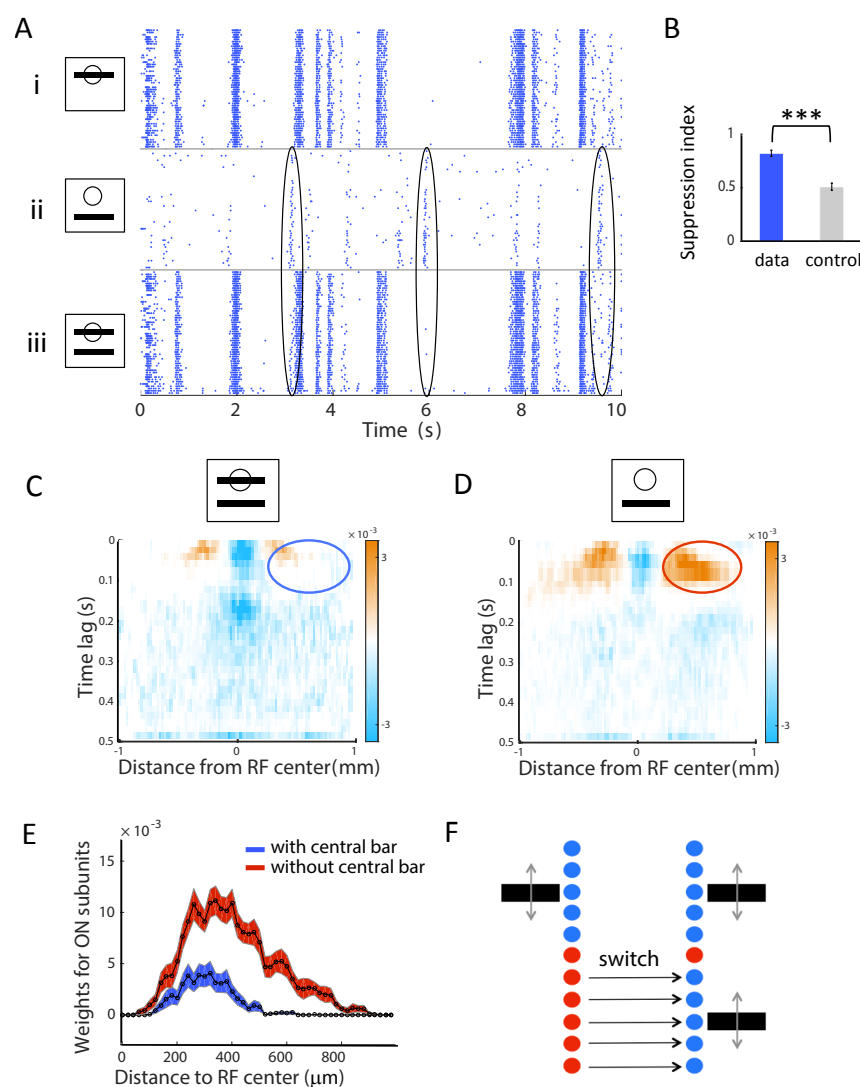 A
B
i
ii
iii
0 2 4 6 8 10
Time (s)
***
Suppression index
1
0.5
0
data control
C
D
0
0.1
0.2
0.3
0.4
0.5
Time lag (s)
-1 0 1
Distance from RF center(mm)
×10⁻³
3
-3
0
0.1
0.2
0.3
0.4
0.5
Time lag (s)
-1 0 1
Distance from RF center(mm)
×10⁻³
3
-3
E
× 10⁻³
15
10
5
0
Weights for ON subunits
with central bar
without central bar
0 200 400 600 800
Distance to RF center (μm)
F
switch